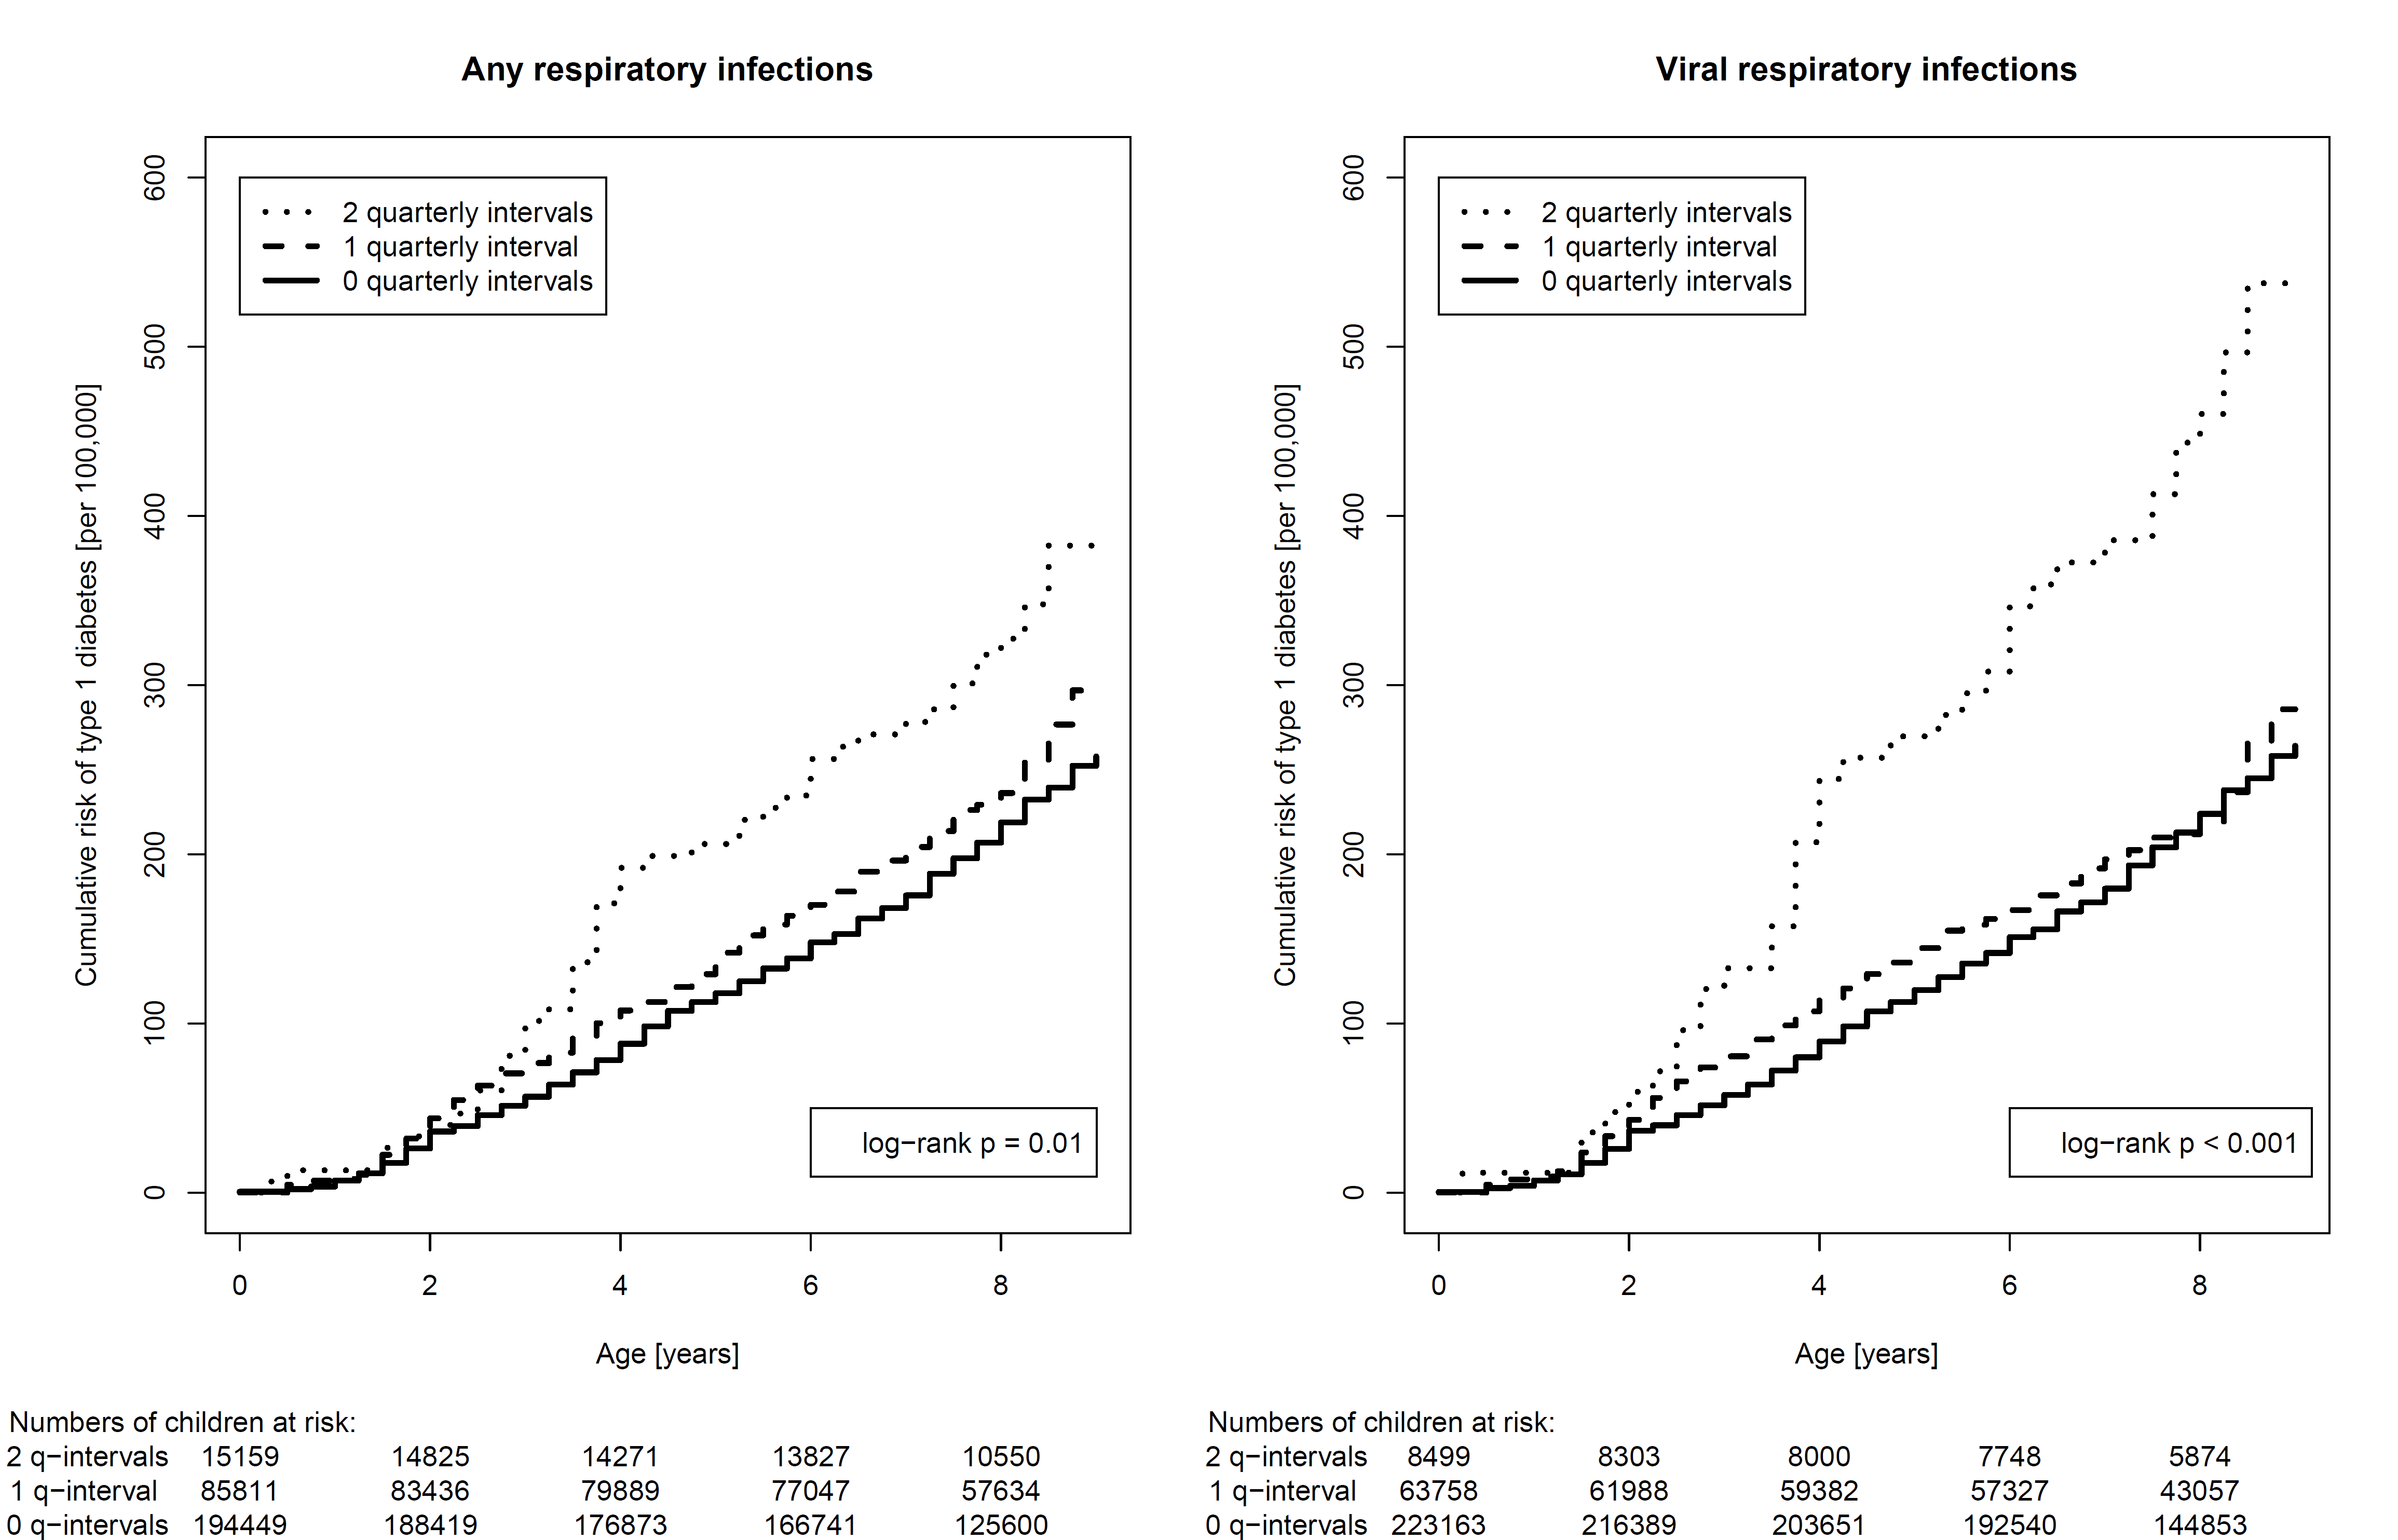 Any respiratory infections
600
500
400
300
200
100
0
Cumulative risk of type 1 diabetes [per 100,000]
2 quarterly intervals
1 quarterly interval
0 quarterly intervals
log−rank p = 0.01
0 2 4 6 8
Age [years]
Numbers of children at risk:
2 q−intervals 15159 14825 14271 13827 10550
1 q−interval 85811 83436 79889 77047 57634
0 q−intervals 194449 188419 176873 166741 125600
Viral respiratory infections
600
500
400
300
200
100
0
Cumulative risk of type 1 diabetes [per 100,000]
2 quarterly intervals
1 quarterly interval
0 quarterly intervals
log−rank p < 0.001
0 2 4 6 8
Age [years]
Numbers of children at risk:
2 q−intervals 8499 8303 8000 7748 5874
1 q−interval 63758 61988 59382 57327 43057
0 q−intervals 223163 216389 203651 192540 144853